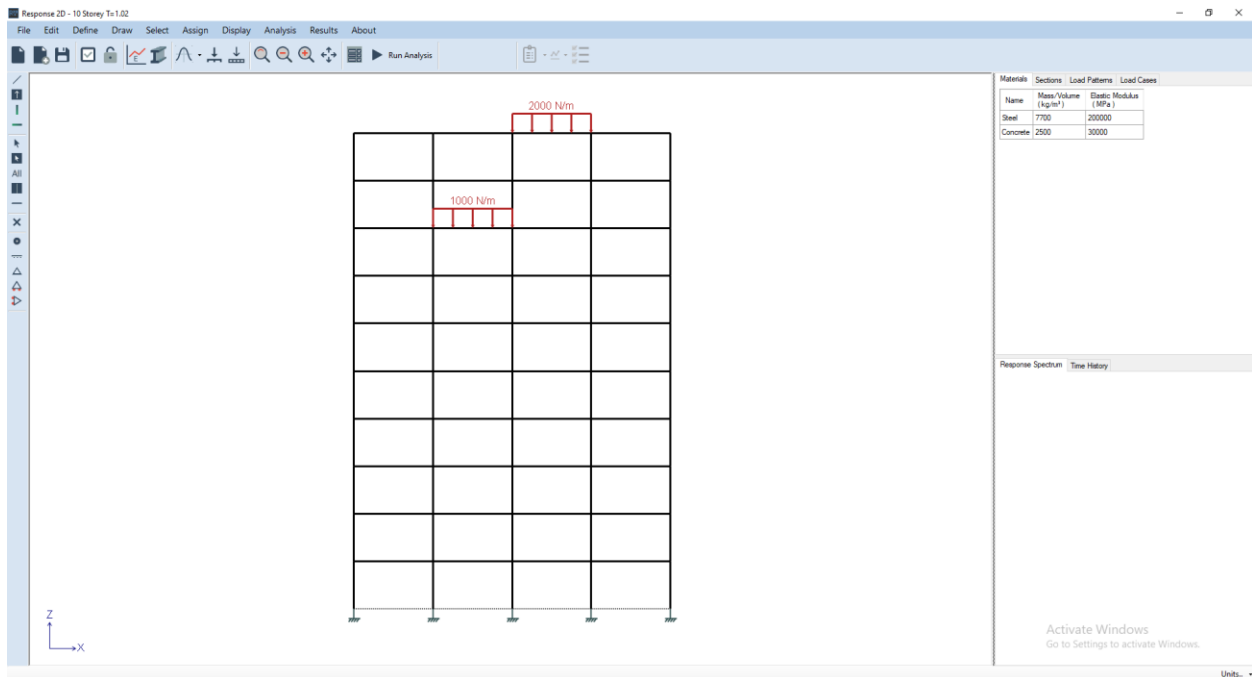 Response 2D - 10 Storey T=1.02
File Edit Define Draw Select Assign Display Analysis Results About
E Run Analysis
All
2000 N/m
1000 N/m
Z
X
Materials Sections Load Patterns Load Cases
Name Mass/Volume (kg/m³) Elastic Modulus (MPa)
Steel 7700 200000
Concrete 2500 30000
Response Spectrum Time History
Activate Windows
Go to Settings to activate Windows.
Units..